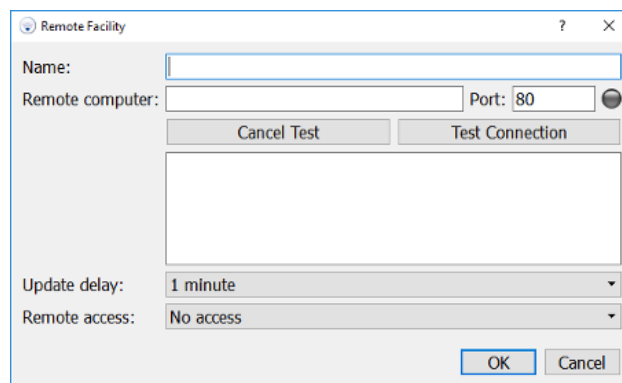 Remote Facility ? ×
Name:
Remote computer: Port: 80
Cancel Test Test Connection
Update delay: 1 minute
Remote access: No access
OK Cancel